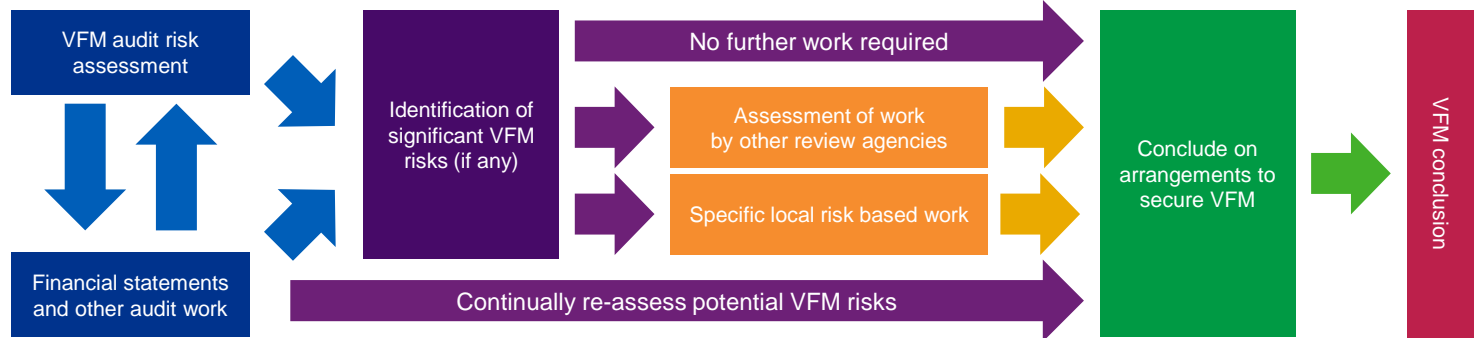 VFM audit risk
assessment
Financial statements
and other audit work
Identification of
significant VFM
risks (if any)
No further work required
Assessment of work
by other review agencies
Specific local risk based work
Continually re-assess potential VFM risks
Conclude on
arrangements to
secure VFM
VFM conclusion